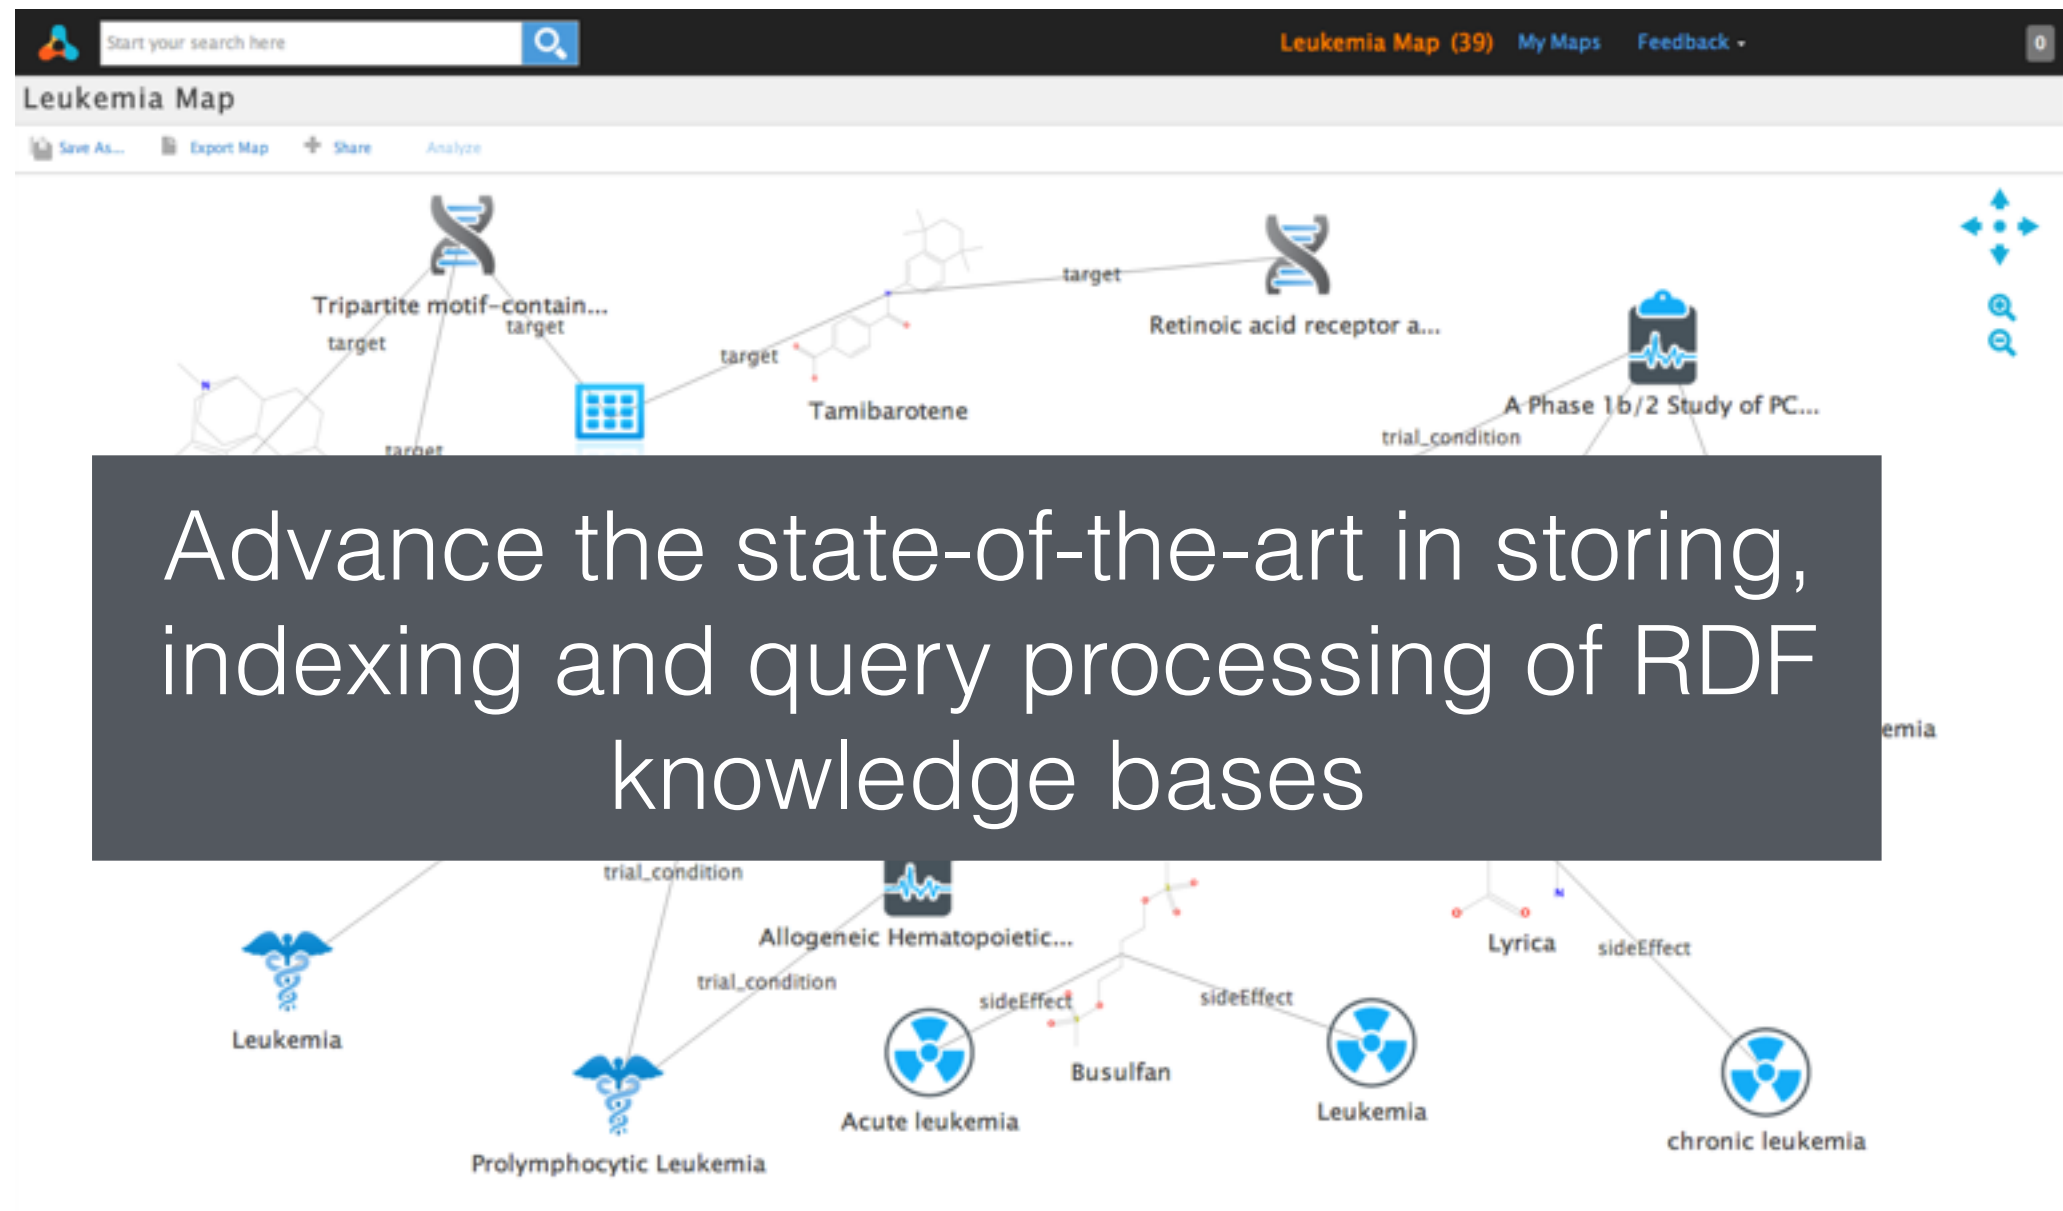 Start your search here
Leukemia Map (39) My Maps Feedback
0
Leukemia Map
Save As... Export Map Share Analyze
target
Tripartite motif-contain...
target
target
Retinoic acid receptor a...
target
Tamibarotene
A Phase 1b/2 Study of PC...
trial_condition
target
Advance the state-of-the-art in storing,
indexing and query processing of RDF
knowledge bases
emia
trial_condition
Allogeneic Hematopoietic...
Lyrica
sideEffect
trial_condition
sideEffect
sideEffect
Leukemia
Busulfan
Acute leukemia
Leukemia
chronic leukemia
Prolymphocytic Leukemia